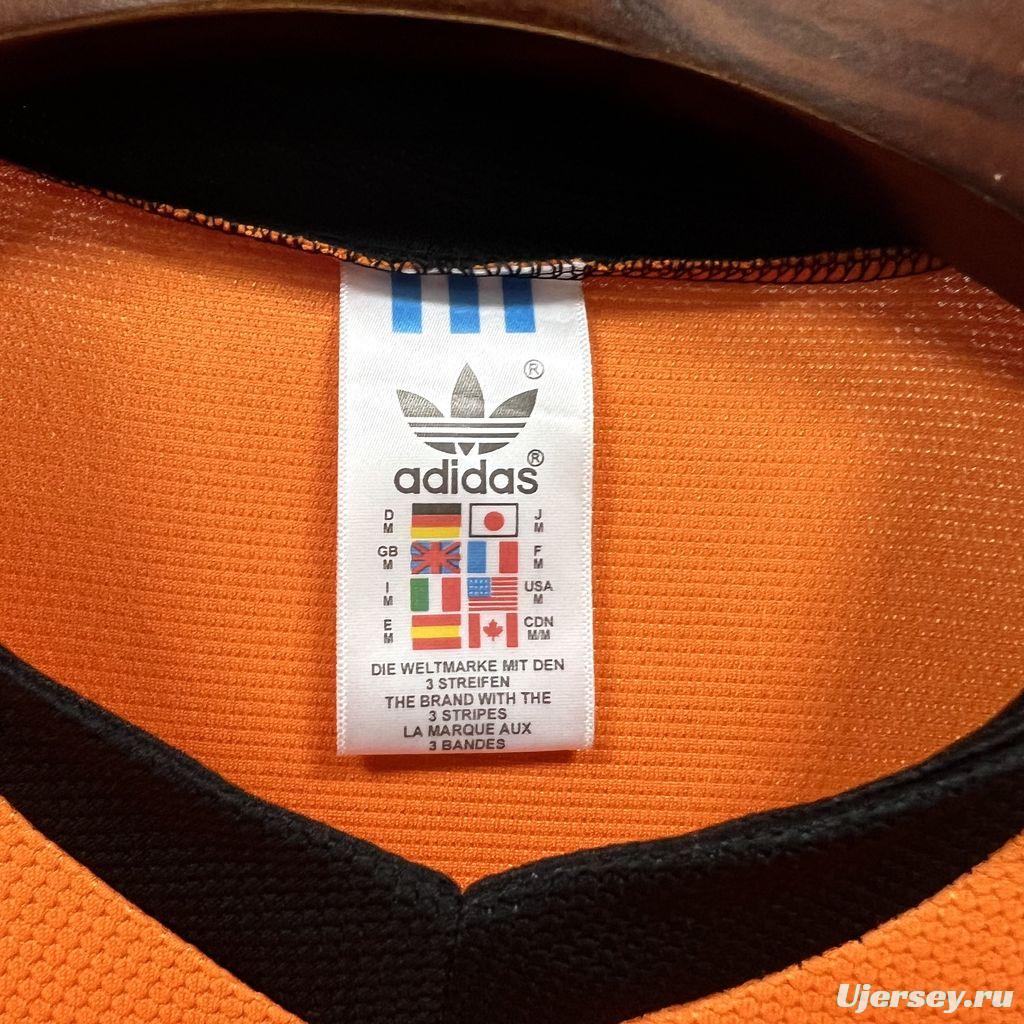 ®
adidas®
D M J M
GB M F M
I M USA M
E M CDN M/M
DIE WELTMARKE MIT DEN
3 STREIFEN
THE BRAND WITH THE
3 STRIPES
LA MARQUE AUX
3 BANDES
Ujersey.ru